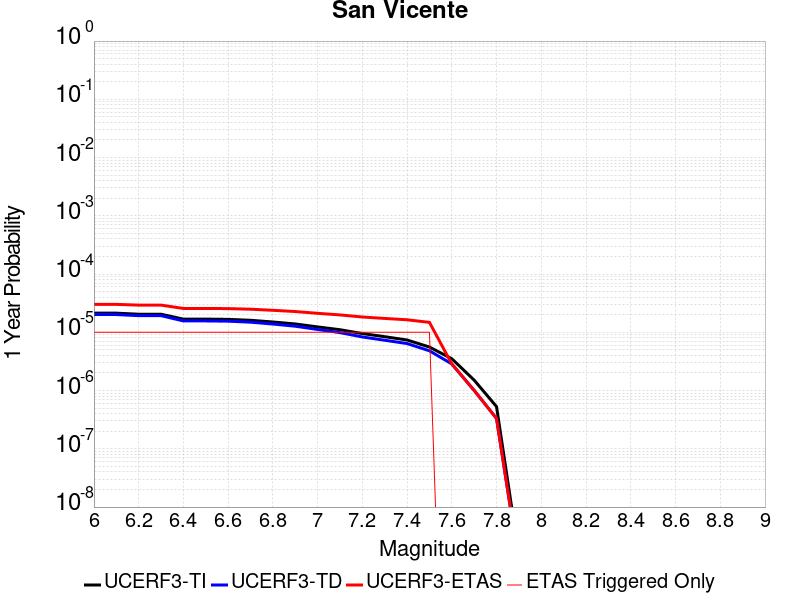 San Vicente
1 Year Probability
10^0
10^-1
10^-2
10^-3
10^-4
10^-5
10^-6
10^-7
10^-8
6 6.2 6.4 6.6 6.8 7 7.2 7.4 7.6 7.8 8 8.2 8.4 8.6 8.8 9
Magnitude
UCERF3-TI UCERF3-TD UCERF3-ETAS ETAS Triggered Only